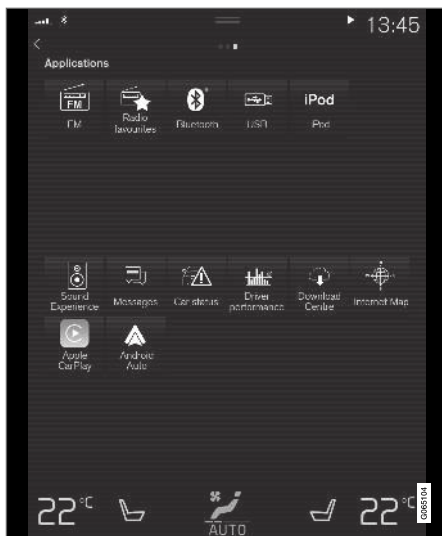 13:45
Applications
FM
iPod
FM
Radio
favourites
Bluetooth
USB
iPod
Sound
Experience
Messages
Car status
Driver
performance
Download
Centre
Internet Map
Apple
CarPlay
Android
Auto
22°C
22°C
AUTO
G065104